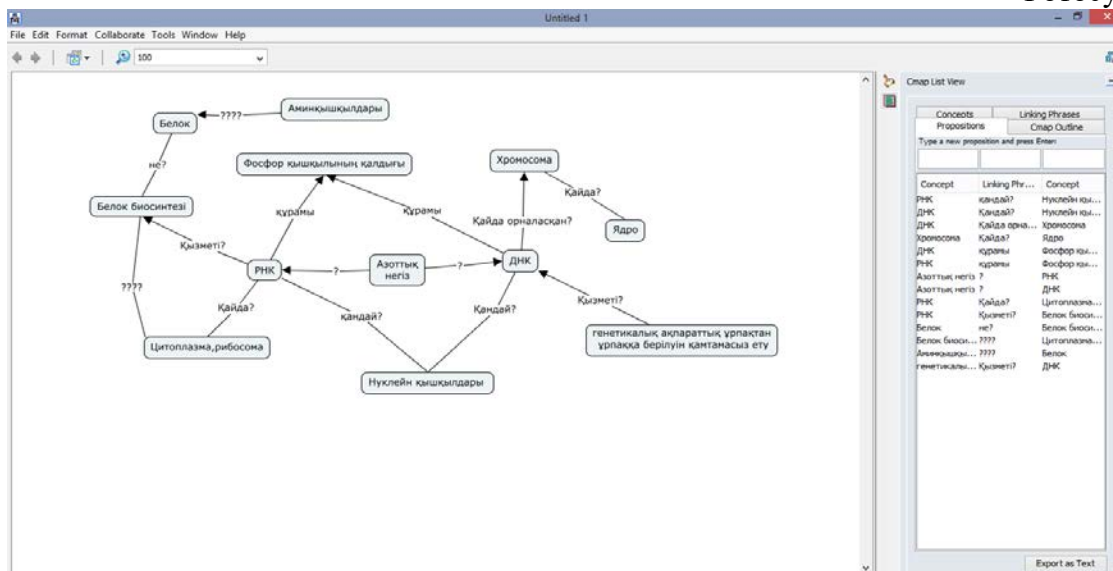 Untitled 1
File Edit Format Collaborate Tools Window Help
100
Аминқышқылдары
????
Белок
не?
Фосфор қышқылының қалдығы
Хромосома
Қайда?
Белок биосинтезі
құрамы
құрамы
Қайда орналасқан?
Ядро
Қызметі?
Азоттық
негіз
РНК
?
?
ДНК
????
Қайда?
қандай?
Қандай?
Қызметі?
Цитоплазма,рибосома
генетикалық ақпараттық ұрпақтан
ұрпаққа берілуін қамтамасыз ету
Нуклейн қышқылдары
Cmap List View
Concepts Linking Phrases
Propositions Cmap Outline
Type a new proposition and press Enter:
Concept Linking Phr... Concept
РНК қандай? Нуклейн қы...
ДНК Қандай? Нуклейн қы...
ДНК Қайда орна... Хромосома
Хромосома Қайда? Ядро
ДНК құрамы Фосфор қы...
РНК құрамы Фосфор қы...
Азоттық негіз ? РНК
Азоттық негіз ? ДНК
РНК Қайда? Цитоплазма...
РНК Қызметі? Белок биоси...
Белок не? Белок биоси...
Белок биоси... ???? Цитоплазма...
Аминқышқы... ???? Белок
генетикалы... Қызметі? ДНК
Export as Text